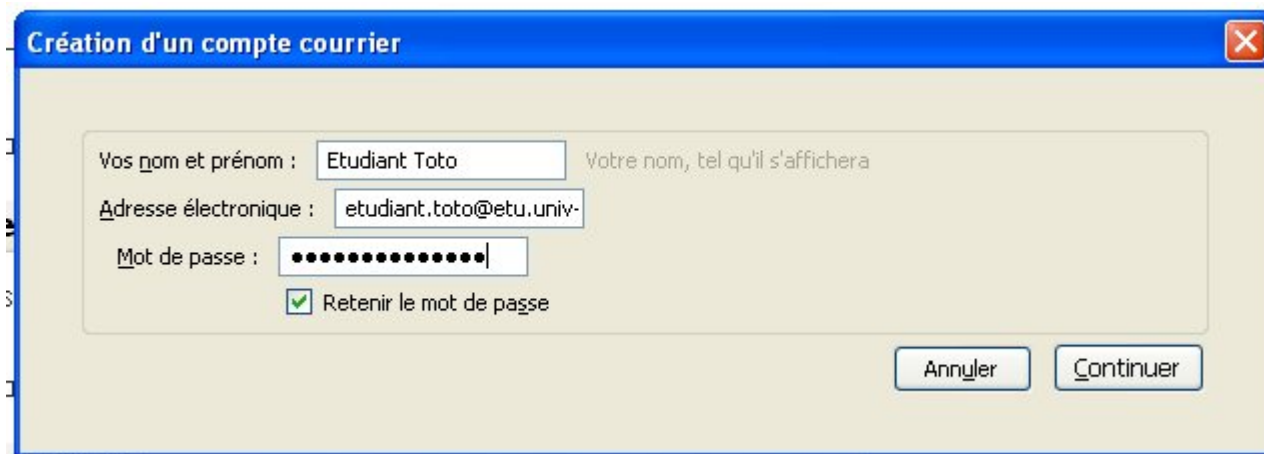 Création d'un compte courrier
Vos nom et prénom : Etudiant Toto Votre nom, tel qu'il s'affichera
Adresse électronique : etudiant.toto@etu.univ-
Mot de passe : ●●●●●●●●●●●●●●
Retenir le mot de passe
Annuler Continuer